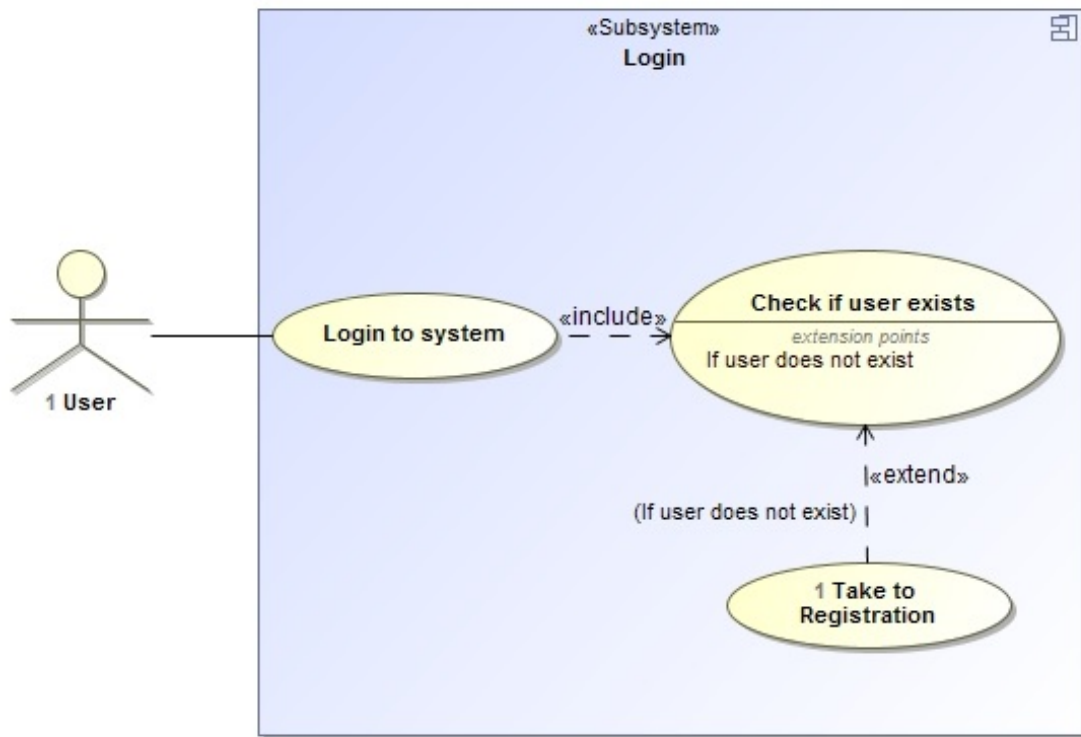 «Subsystem»
Login
Login to system
«include»
Check if user exists
extension points
If user does not exist
1 User
«extend»
(If user does not exist)
1 Take to
Registration